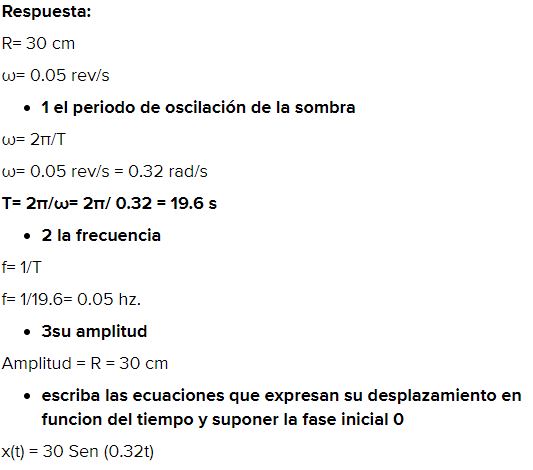 Respuesta:
R= 30 cm
ω= 0.05 rev/s
• 1 el periodo de oscilación de la sombra
ω= 2π/T
ω= 0.05 rev/s = 0.32 rad/s
T= 2π/ω= 2π/ 0.32 = 19.6 s
• 2 la frecuencia
f= 1/T
f= 1/19.6= 0.05 hz.
• 3su amplitud
Amplitud = R = 30 cm
• escriba las ecuaciones que expresan su desplazamiento en
funcion del tiempo y suponer la fase inicial 0
x(t) = 30 Sen (0.32t)